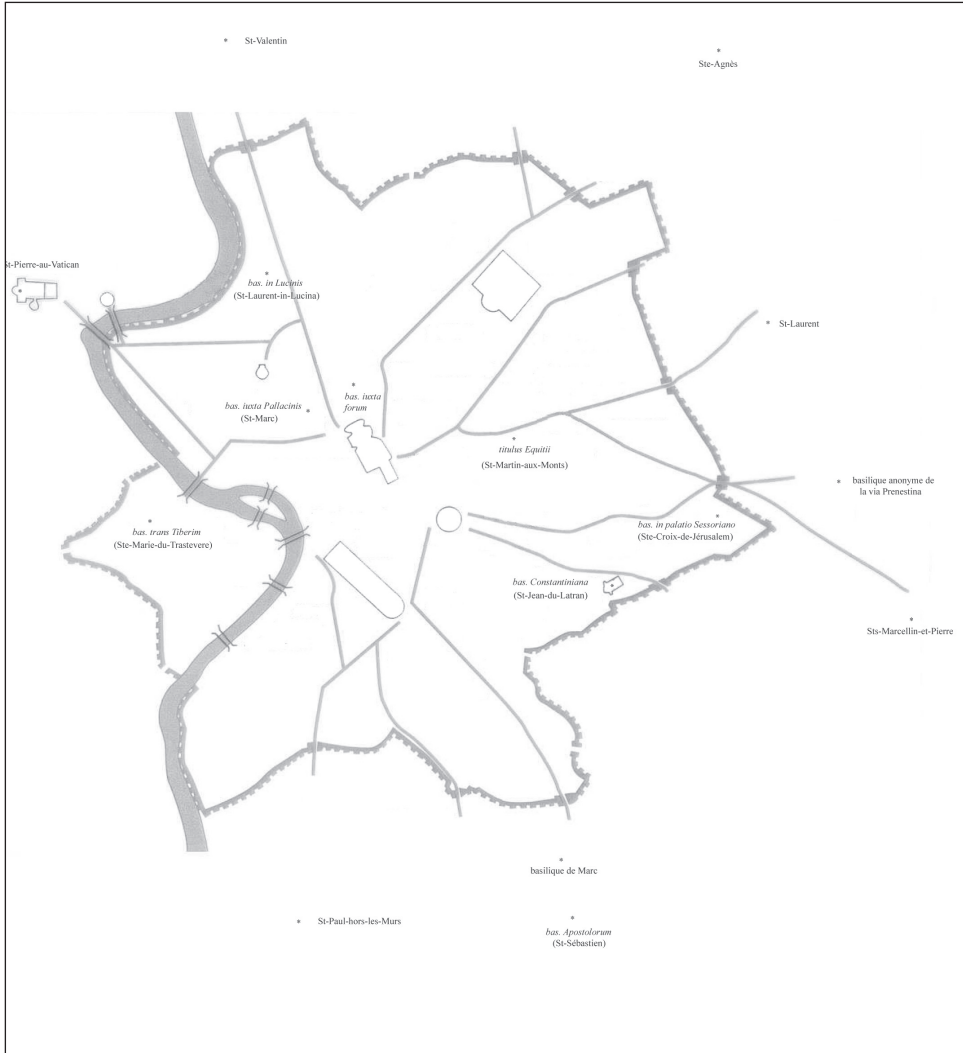 St-Valentin
Ste-Agnès
St-Pierre-au-Vatican
bas. in Lucinis
(St-Laurent-in-Lucina)
St-Laurent
bas. iuxta Pallacinis
(St-Marc)
bas. iuxta
forum
titulus Equitii
(St-Martin-aux-Monts)
basilique anonyme de
la via Prenestina
bas. trans Tiberim
(Ste-Marie-du-Trastevere)
bas. in palatio Sessoriano
(Ste-Croix-de-Jérusalem)
bas. Constantiniana
(St-Jean-du-Latran)
Sts-Marcellin-et-Pierre
basilique de Marc
St-Paul-hors-les-Murs
bas. Apostolorum
(St-Sébastien)